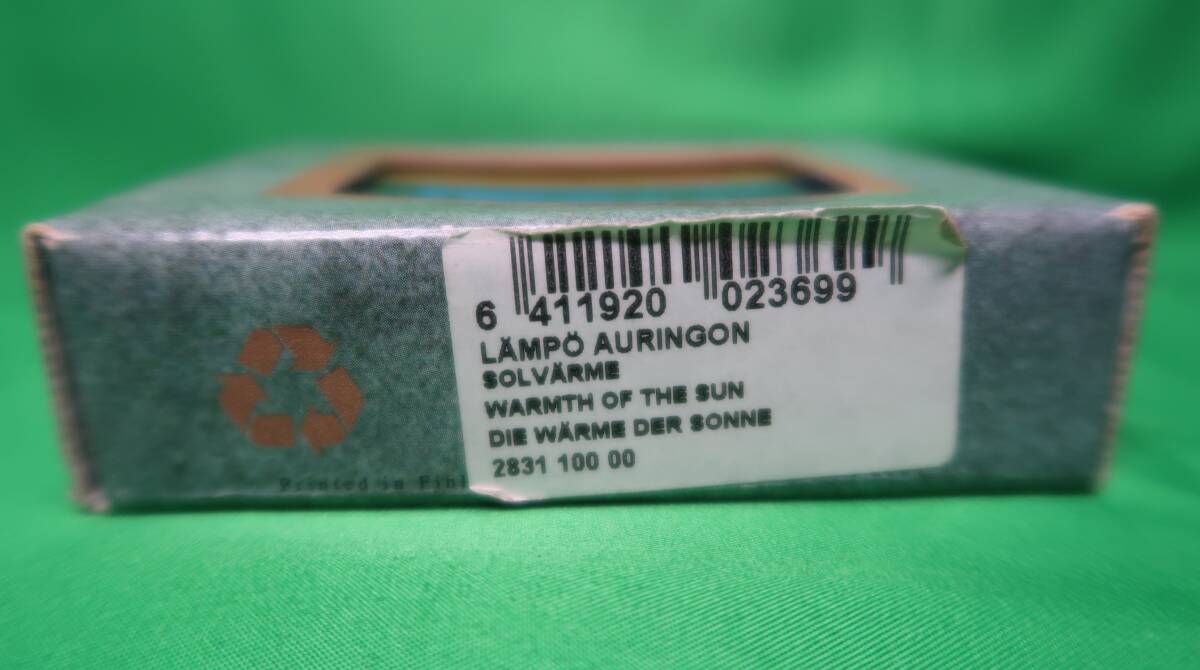 6 411920 023699
LÄMPÖ AURINGON
SOLVÄRME
WARMTH OF THE SUN
DIE WÄRME DER SONNE
2831 100 00
Printed in